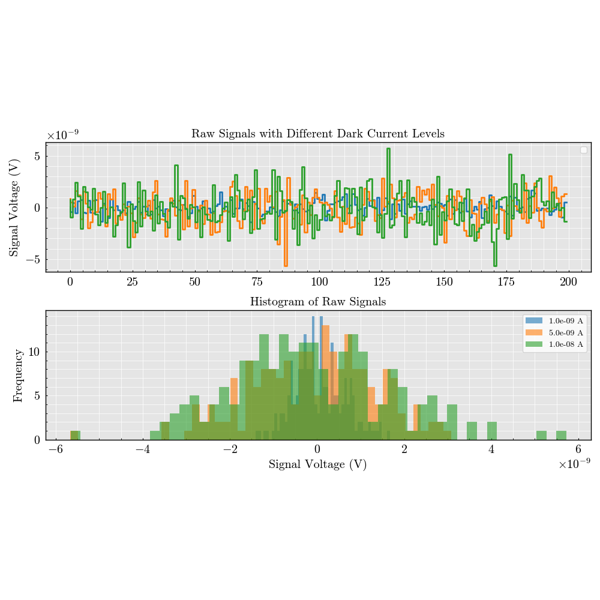 Raw Signals with Different Dark Current Levels
×10⁻⁹
5
0
−5
Signal Voltage (V)
0 25 50 75 100 125 150 175 200
Histogram of Raw Signals
1.0e-09 A
5.0e-09 A
1.0e-08 A
10
5
0
Frequency
−6 −4 −2 0 2 4 6
Signal Voltage (V)
×10⁻⁹